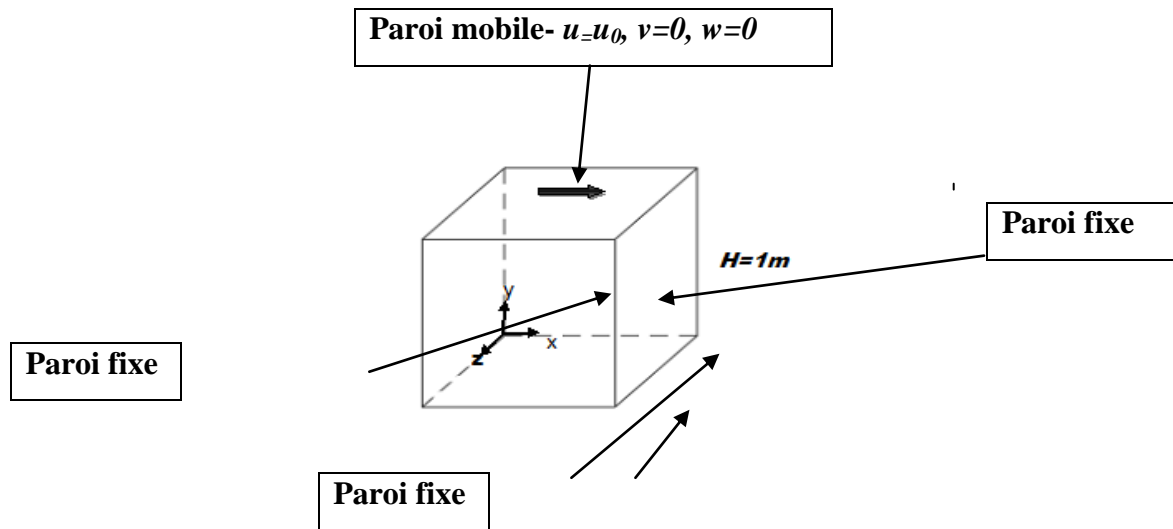 Paroi mobile- u=u0, v=0, w=0
Paroi fixe
H=1m
y
x
z
Paroi fixe
Paroi fixe